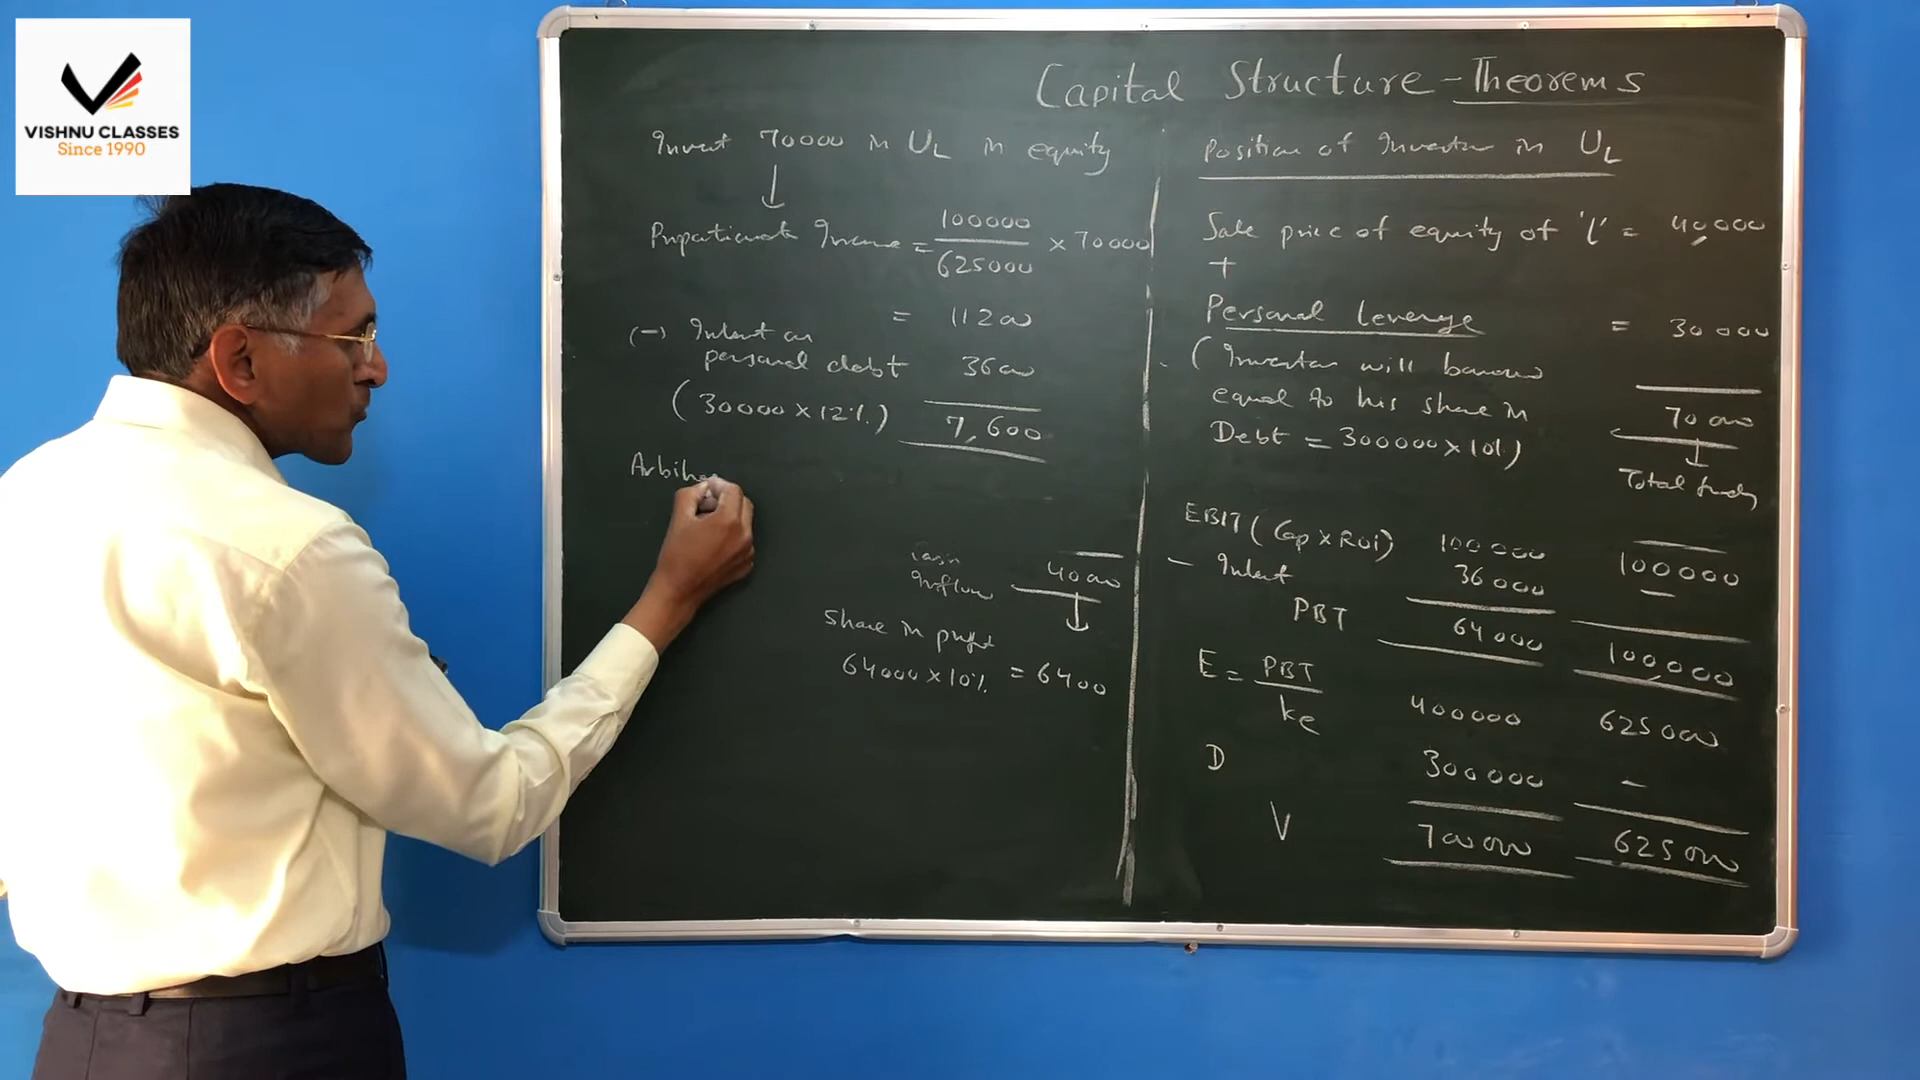 VISHNU CLASSES
Since 1990
Capital Structure - Theorems
Invest 70000 in UL in equity
Proportionate Income = 100000 / 625000 × 70000
= 11200
(-) Interest on
personal debt 3600
(30000 × 12%) 7,600
Arbitra
Cash
Inflow 4000
Share in profit
64000 × 10% = 6400
Position of Investor in UL
Sale price of equity of 'L' = 40,000
+
Personal Leverage = 30000
(Investor will borrow
equal to his share in 70000
Debt = 300000 × 10%)
Total funds
EBIT (Cap × ROI) 100000 100000
- Interest 36000 —
PBT 64000 100,000
E = PBT / ke 400000 625000
D 300000 –
V 700000 625000